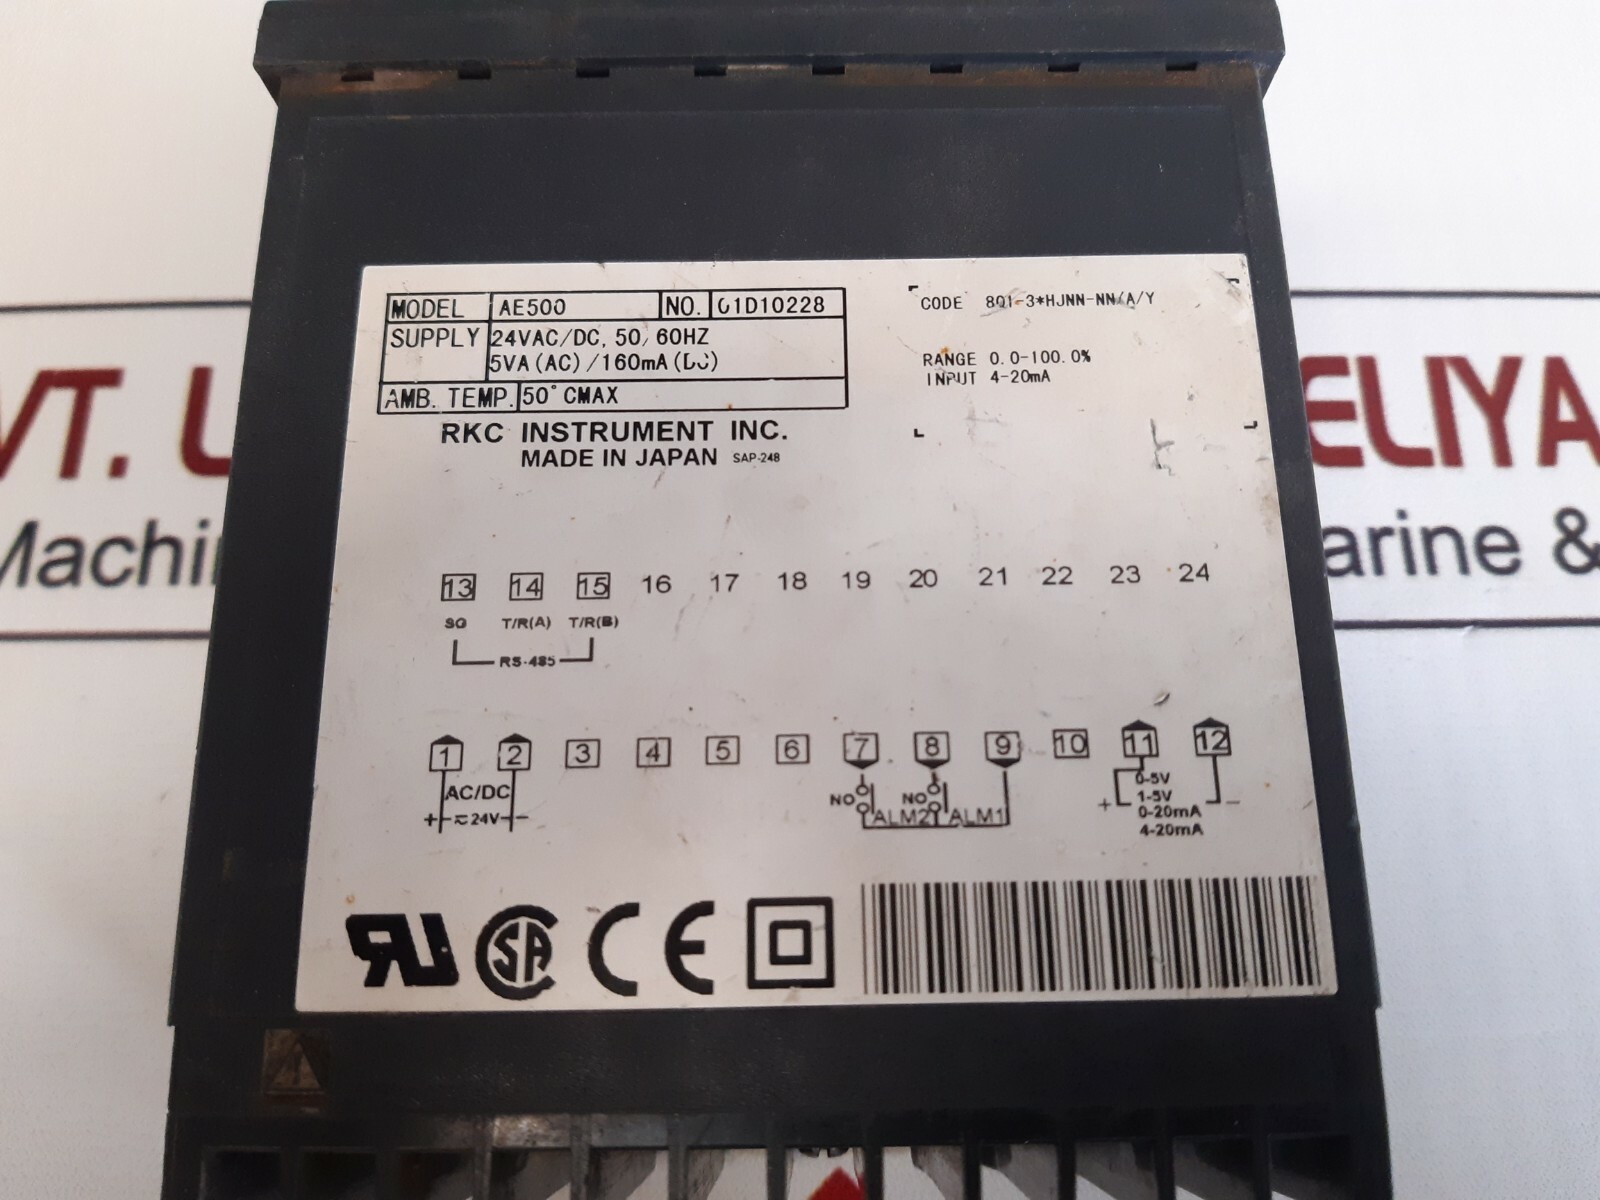 MODEL AE500 NO. 01D10228
SUPPLY 24VAC/DC, 50/60HZ
5VA(AC)/160mA(DC)
AMB. TEMP. 50°CMAX
RKC INSTRUMENT INC.
MADE IN JAPAN SAP-248
CODE 801-3*HJNN-NN/A/Y
RANGE 0.0-100.0%
INPUT 4-20mA
VT. U
ELIYA
Machi
arine &
13 14 15 16 17 18 19 20 21 22 23 24
SG T/R(A) T/R(B)
RS-485
1 2 3 4 5 6 7 8 9 10 11 12
AC/DC
+ ≂24V -
NO NO
ALM2 ALM1
0-5V
+ 1-5V -
0-20mA
4-20mA
RU SA CE